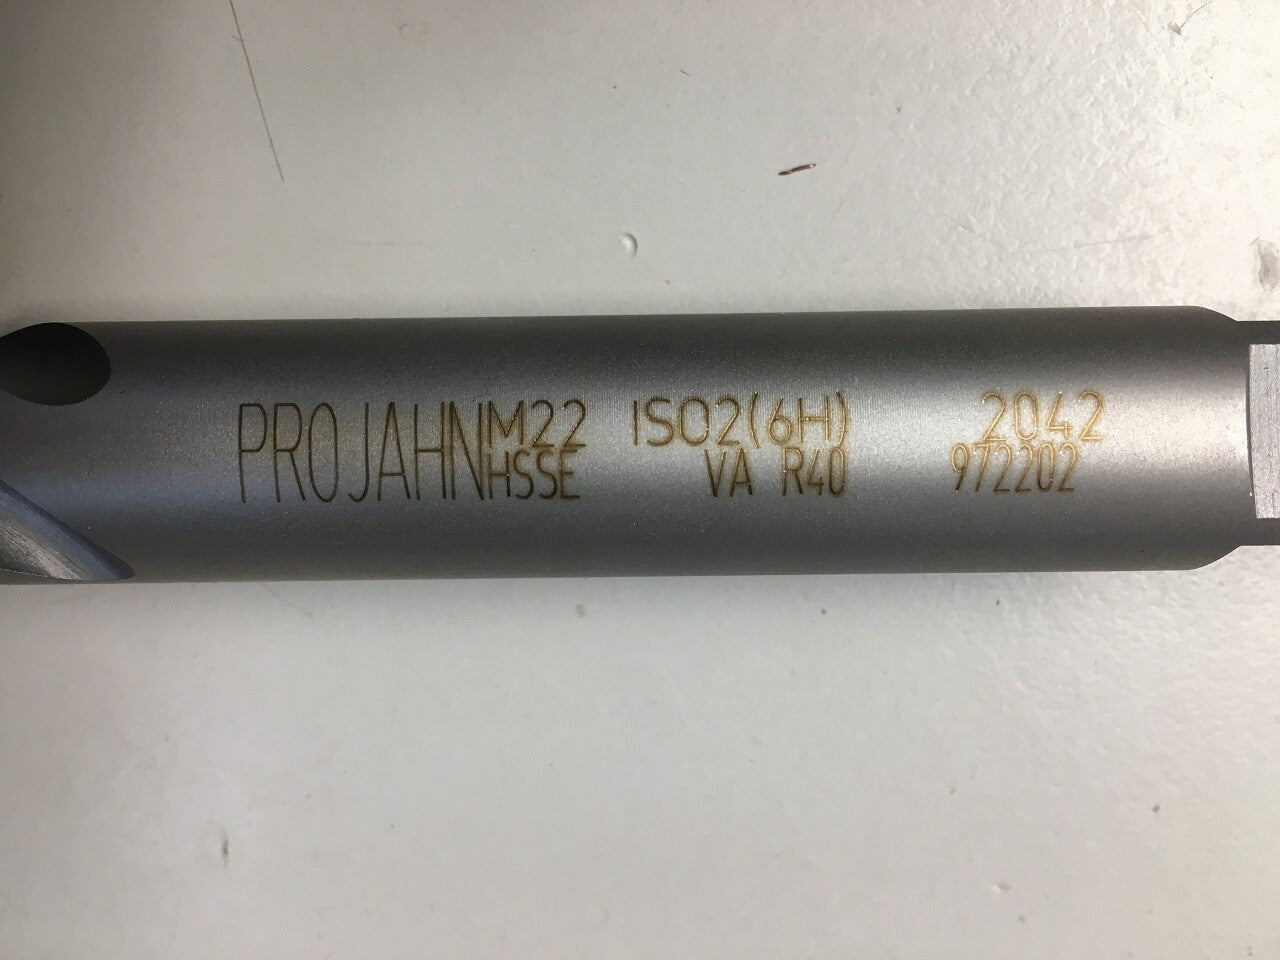 PROJAHN M22 ISO2(6H) 2042
HSSE VA R40 972202